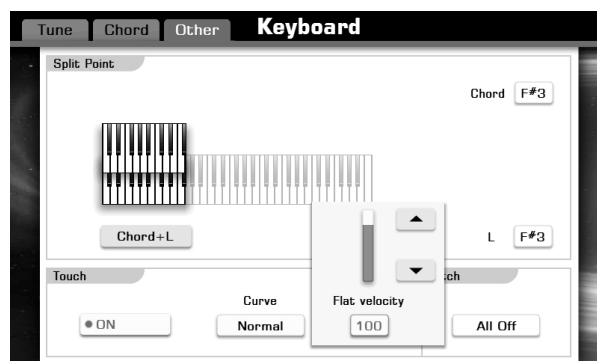 Tune Chord Other Keyboard
Split Point
Chord F#3
Chord+L
L F#3
Touch
Curve Flat velocity
ON Normal 100 All Off